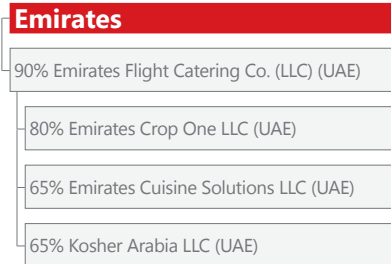 Emirates
90% Emirates Flight Catering Co. (LLC) (UAE)
80% Emirates Crop One LLC (UAE)
65% Emirates Cuisine Solutions LLC (UAE)
65% Kosher Arabia LLC (UAE)